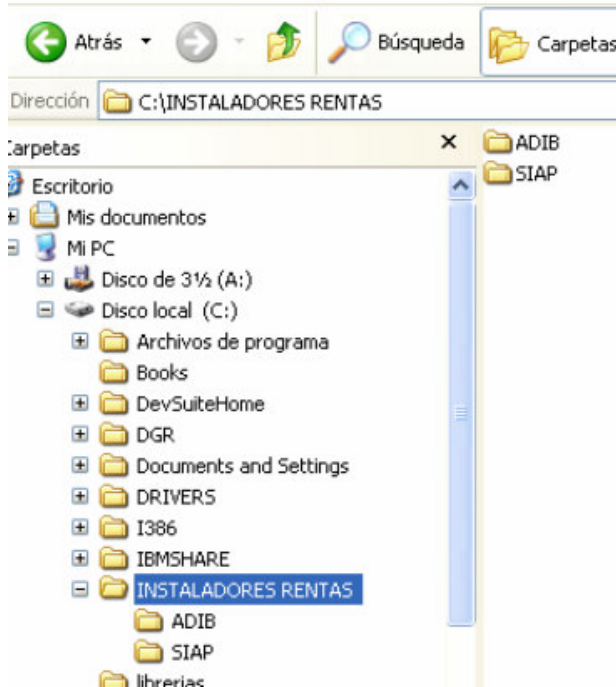 Atrás Búsqueda Carpetas
Dirección C:\INSTALADORES RENTAS
Carpetas
Escritorio
Mis documentos
Mi PC
Disco de 3½ (A:)
Disco local (C:)
Archivos de programa
Books
DevSuiteHome
DGR
Documents and Settings
DRIVERS
I386
IBMSHARE
INSTALADORES RENTAS
ADIB
SIAP
librerias
ADIB
SIAP